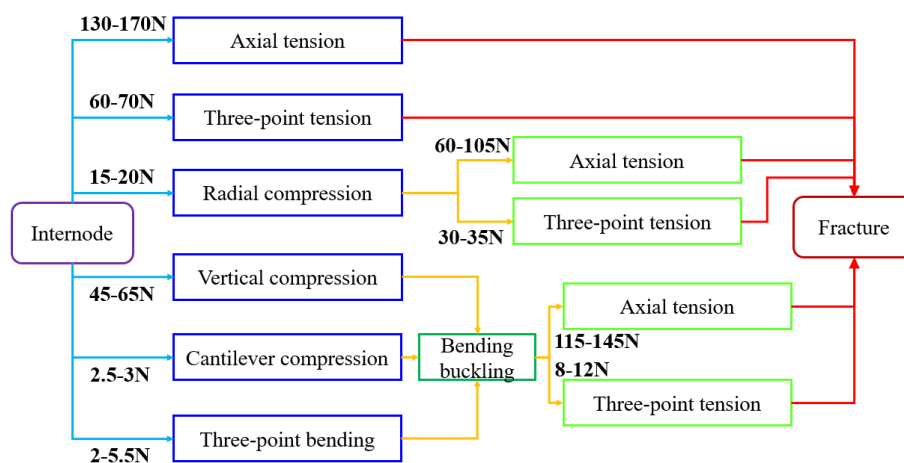 130-170N
Axial tension
60-70N
Three-point tension
60-105N
Axial tension
15-20N
Radial compression
Three-point tension
30-35N
Internode
Fracture
Vertical compression
45-65N
Axial tension
115-145N
Cantilever compression
Bending
buckling
8-12N
2.5-3N
Three-point tension
Three-point bending
2-5.5N